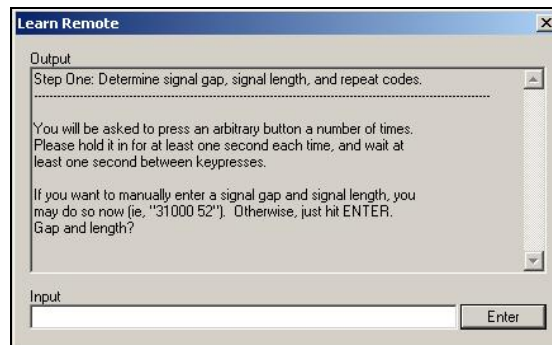 Learn Remote
Output
Step One: Determine signal gap, signal length, and repeat codes.
You will be asked to press an arbitrary button a number of times.
Please hold it in for at least one second each time, and wait at
least one second between keypresses.
If you want to manually enter a signal gap and signal length, you
may do so now (ie, "31000 52"). Otherwise, just hit ENTER.
Gap and length?
Input
Enter